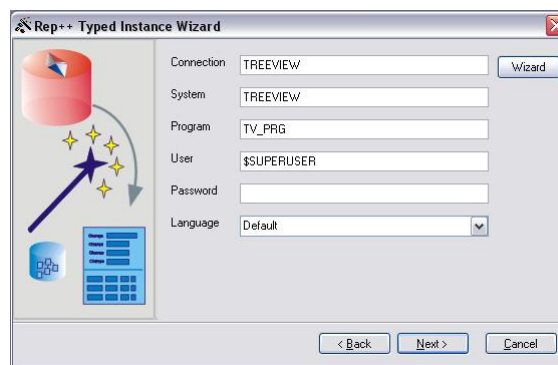 Rep++ Typed Instance Wizard
Connection TREEVIEW Wizard
System TREEVIEW
Program TV_PRG
User $SUPERUSER
Password
Language Default
< Back Next > Cancel